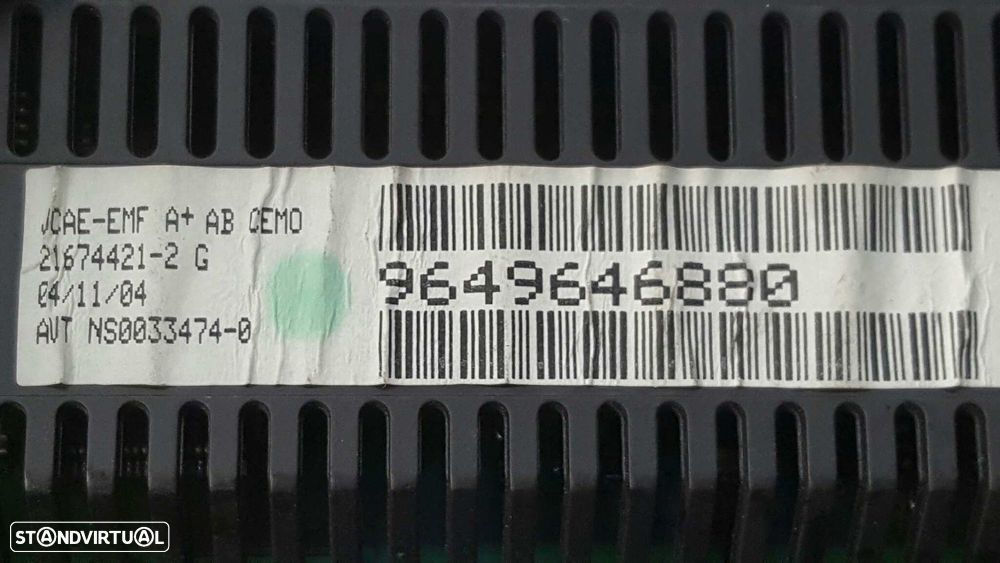 JCAE-EMF A+ AB CEMO
21674421-2 G
04/11/04
AVT NS0033474-0
9649646880
STANDVIRTUAL